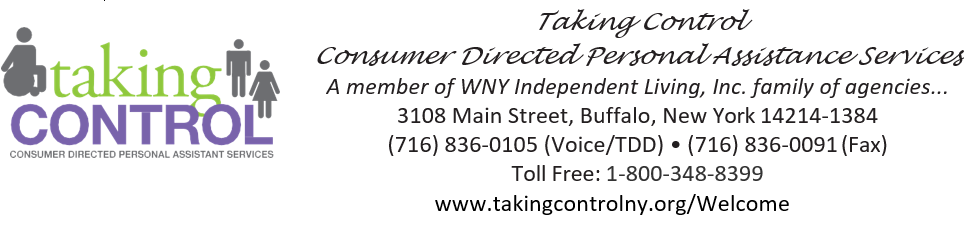 taking
CONTROL
CONSUMER DIRECTED PERSONAL ASSISTANT SERVICES
Taking Control
Consumer Directed Personal Assistance Services
A member of WNY Independent Living, Inc. family of agencies...
3108 Main Street, Buffalo, New York 14214-1384
(716) 836-0105 (Voice/TDD) • (716) 836-0091 (Fax)
Toll Free: 1-800-348-8399
www.takingcontrolny.org/Welcome